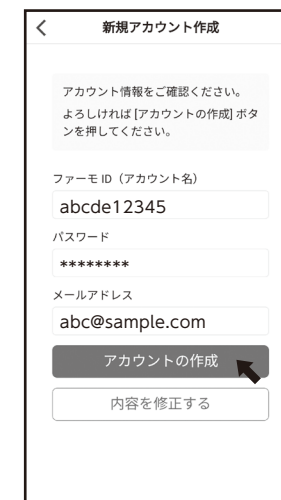 新規アカウント作成
アカウント情報をご確認ください。
よろしければ [アカウントの作成] ボタ
ンを押してください。
ファーモ ID（アカウント名）
abcde12345
パスワード
********
メールアドレス
abc@sample.com
アカウントの作成
内容を修正する